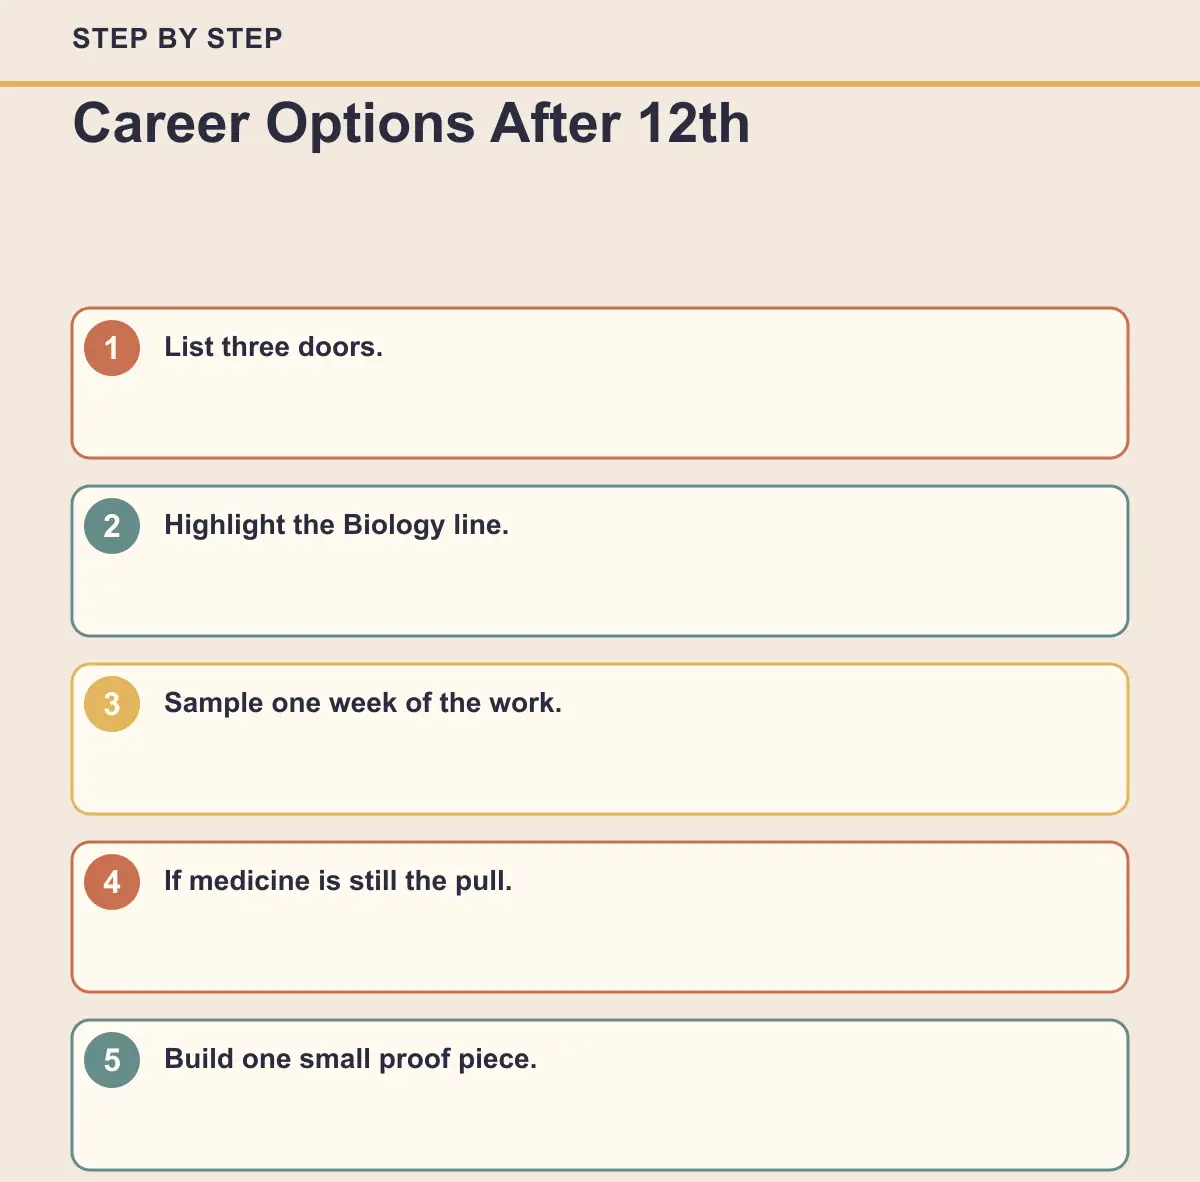 STEP BY STEP
Career Options After 12th
1 List three doors.
2 Highlight the Biology line.
3 Sample one week of the work.
4 If medicine is still the pull.
5 Build one small proof piece.